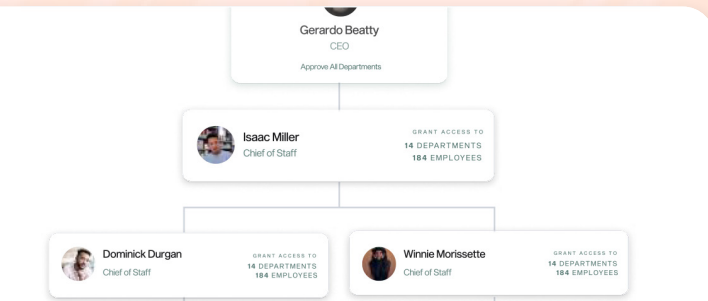 Gerardo Beatty
CEO
Approve All Departments
Isaac Miller
Chief of Staff
GRANT ACCESS TO
14 DEPARTMENTS
184 EMPLOYEES
Dominick Durgan
Chief of Staff
GRANT ACCESS TO
14 DEPARTMENTS
184 EMPLOYEES
Winnie Morissette
Chief of Staff
GRANT ACCESS TO
14 DEPARTMENTS
184 EMPLOYEES